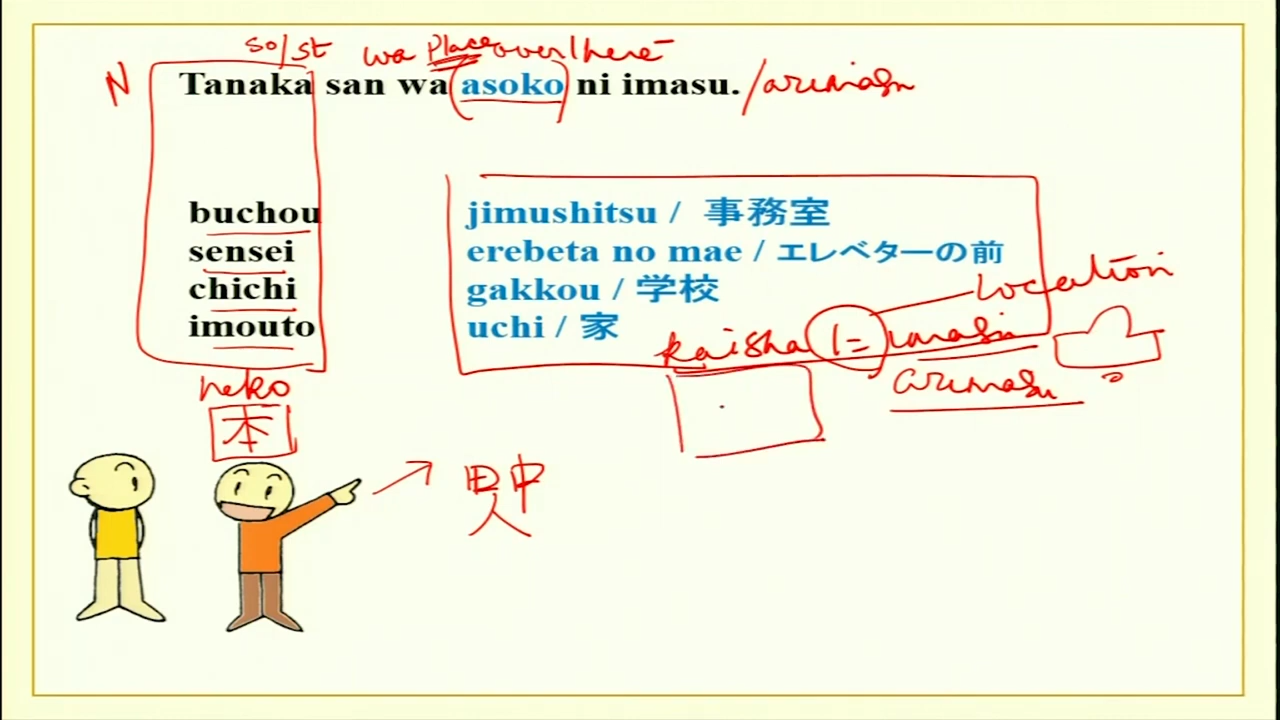 so/st wa place over there
N Tanaka san wa asoko ni imasu. /arimasu
buchou jimushitsu / 事務室
sensei erebeta no mae / エレベターの前
chichi gakkou / 学校
Location
imouto uchi / 家
kaisha に imasu
neko arimasu
本
田中
人